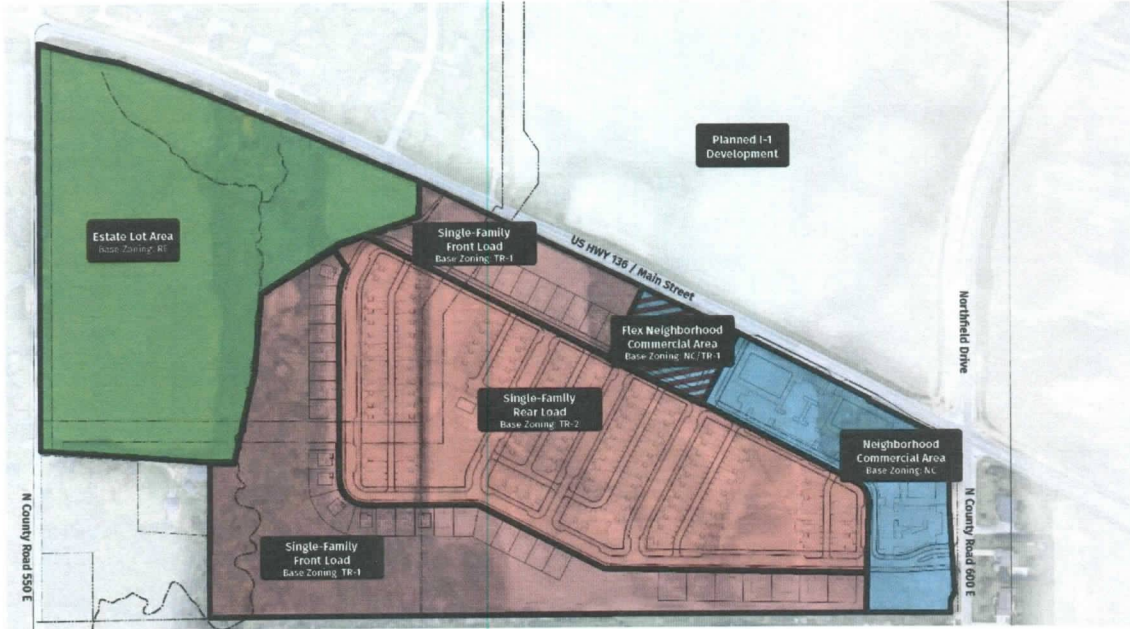 Planned I-1
Development
Estate Lot Area
Base Zoning: RE
Single-Family
Front Load
Base Zoning: TR-1
US HWY 136 / Main Street
Northfield Drive
Flex Neighborhood
Commercial Area
Base Zoning: NC/TR-1
Single-Family
Rear Load
Base Zoning: TR-2
Neighborhood
Commercial Area
Base Zoning: NC
N County Road 550 E
N County Road 600 E
Single-Family
Front Load
Base Zoning: TR-1